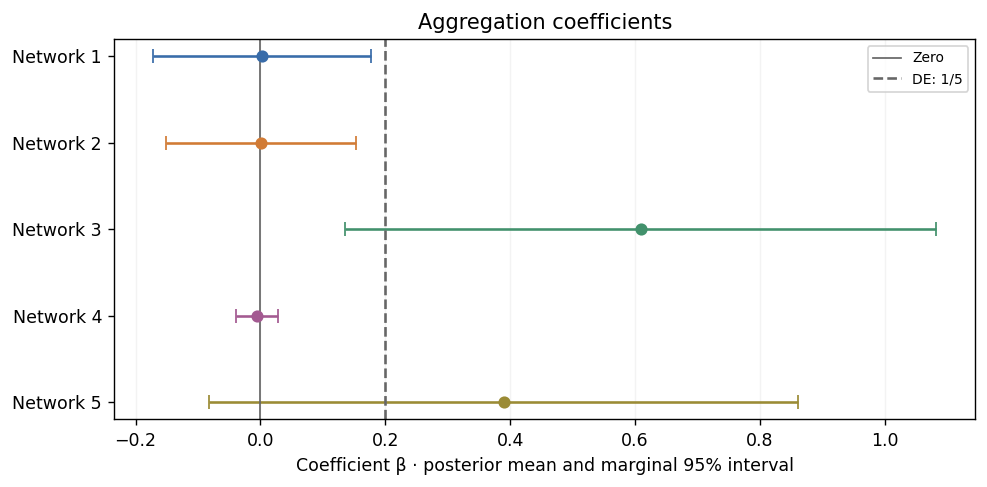 Aggregation coefficients
Network 1
Network 2
Network 3
Network 4
Network 5
Zero
DE: 1/5
−0.2 0.0 0.2 0.4 0.6 0.8 1.0
Coefficient β · posterior mean and marginal 95% interval